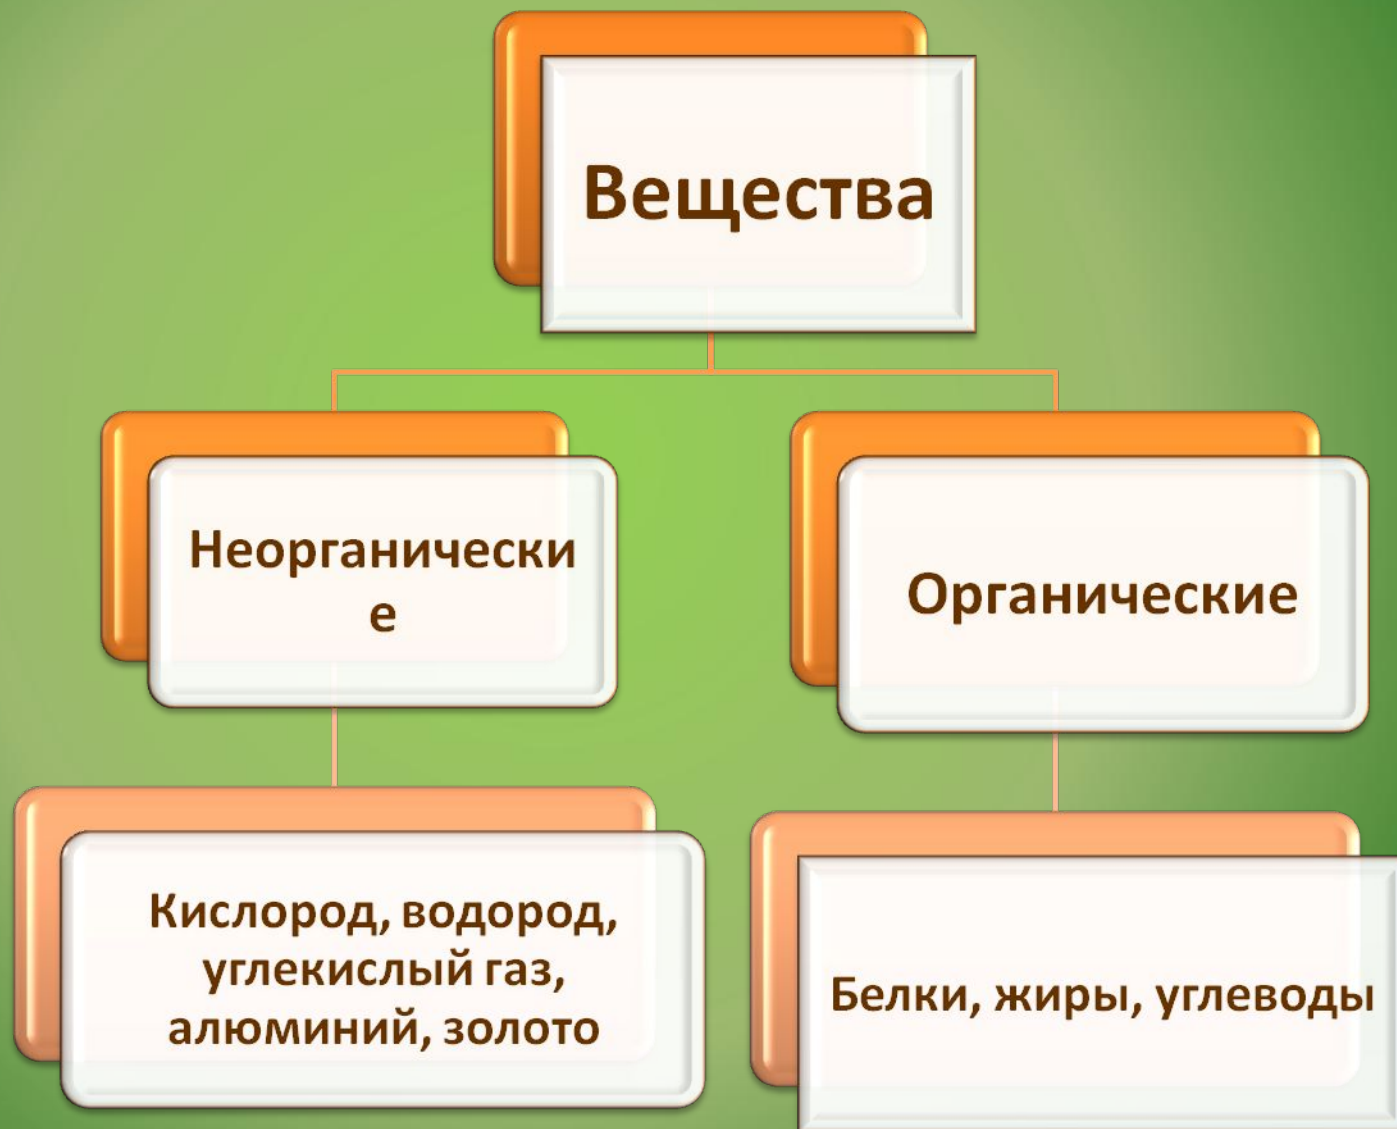 Вещества
Неорганически
е
Органические
Кислород, водород,
углекислый газ,
алюминий, золото
Белки, жиры, углеводы